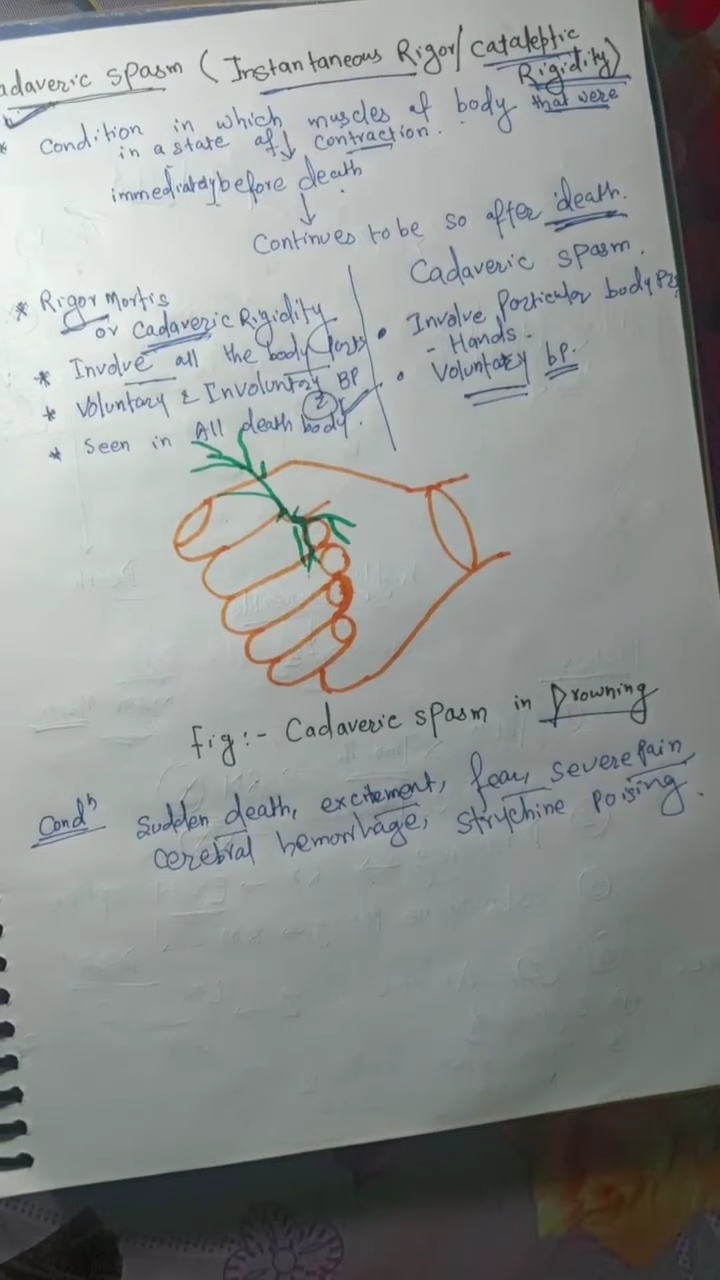 adaveric spasm ( Instantaneous Rigor/ cataleptic
Rigidity)
* Condition in which muscles of body that were
in a state of contraction.
immediately before death
Continues to be so after death.
* Rigor Mortis
or Cadaveric Rigidity
* Involve all the body parts
* Voluntary & Involuntary BP
* Seen in All death body.
Cadaveric spasm.
• Involve Particular body
- Hands -
• Voluntary bp.
Fig:- Cadaveric spasm in Drowning
Condⁿ Sudden death, excitement, fear, severe pain
cerebral hemorrhage, strychine poising.